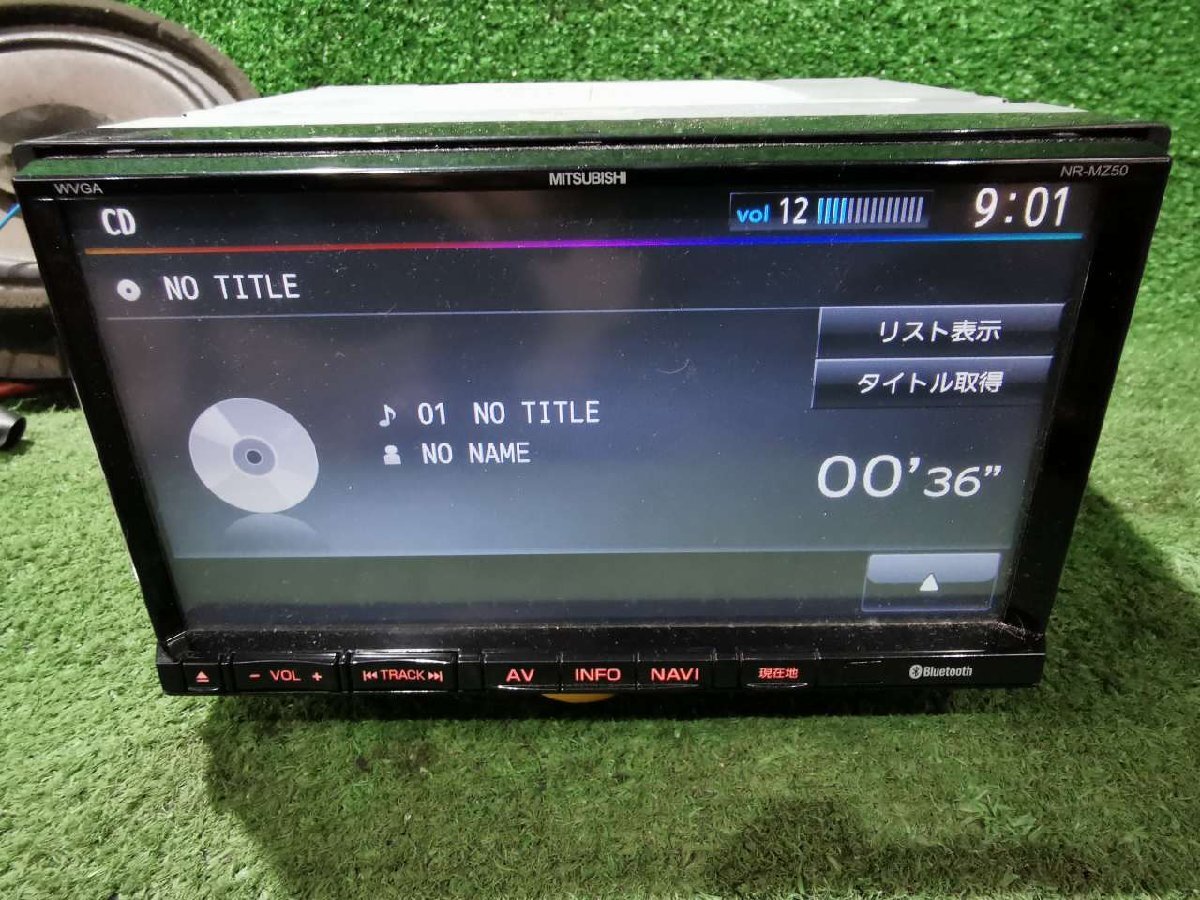 WVGA MITSUBISHI NR-MZ50
CD vol 12 9:01
NO TITLE
リスト表示
タイトル取得
01 NO TITLE
NO NAME
00'36"
- VOL + TRACK AV INFO NAVI 現在地 Bluetooth